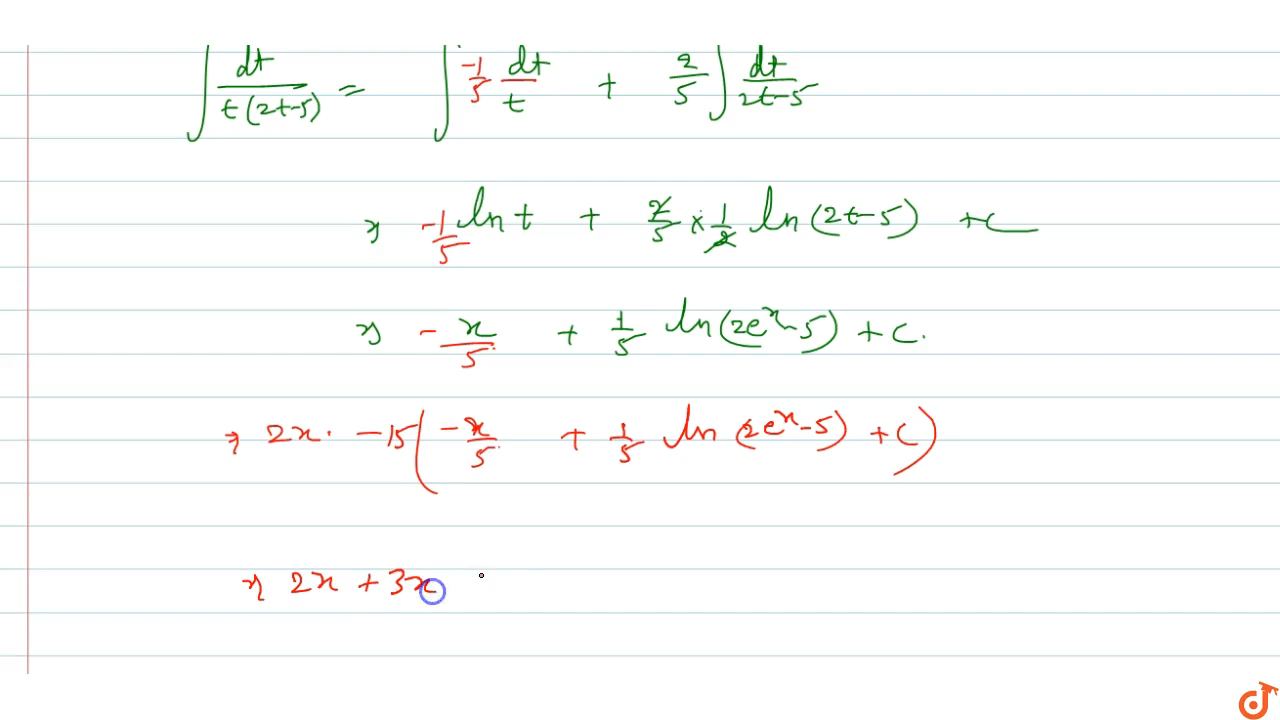 ∫ dt/(t(2t-5)) = ∫ -1/5 dt/t + 2/5 ∫ dt/(2t-5)
⇒ -1/5 ln t + 2/5 × 1/2 ln (2t-5) + C
⇒ - x/5 + 1/5 ln (2eˣ-5) + C.
⇒ 2x. -15 ( -x/5 + 1/5 ln (2eˣ-5) + C )
⇒ 2x + 3x